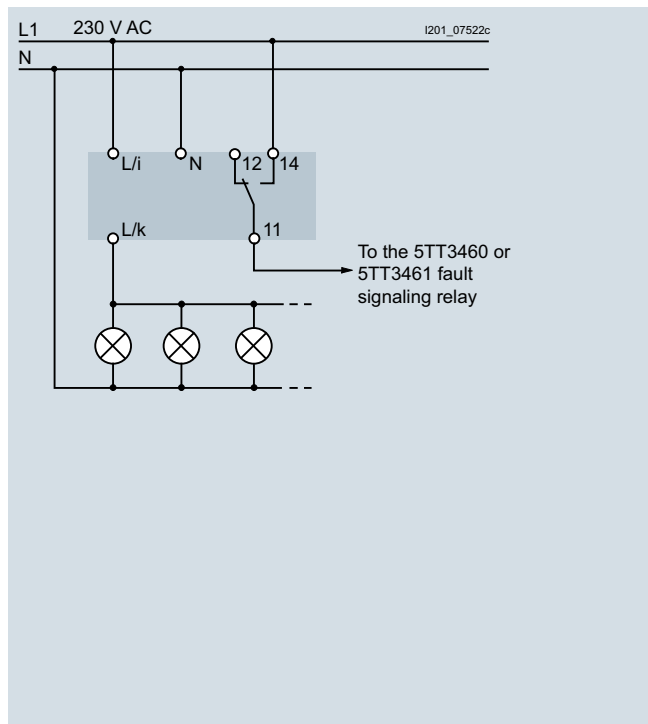 L1 230 V AC I201_07522c
N
L/i N 12 14
L/k 11
To the 5TT3460 or
5TT3461 fault
signaling relay